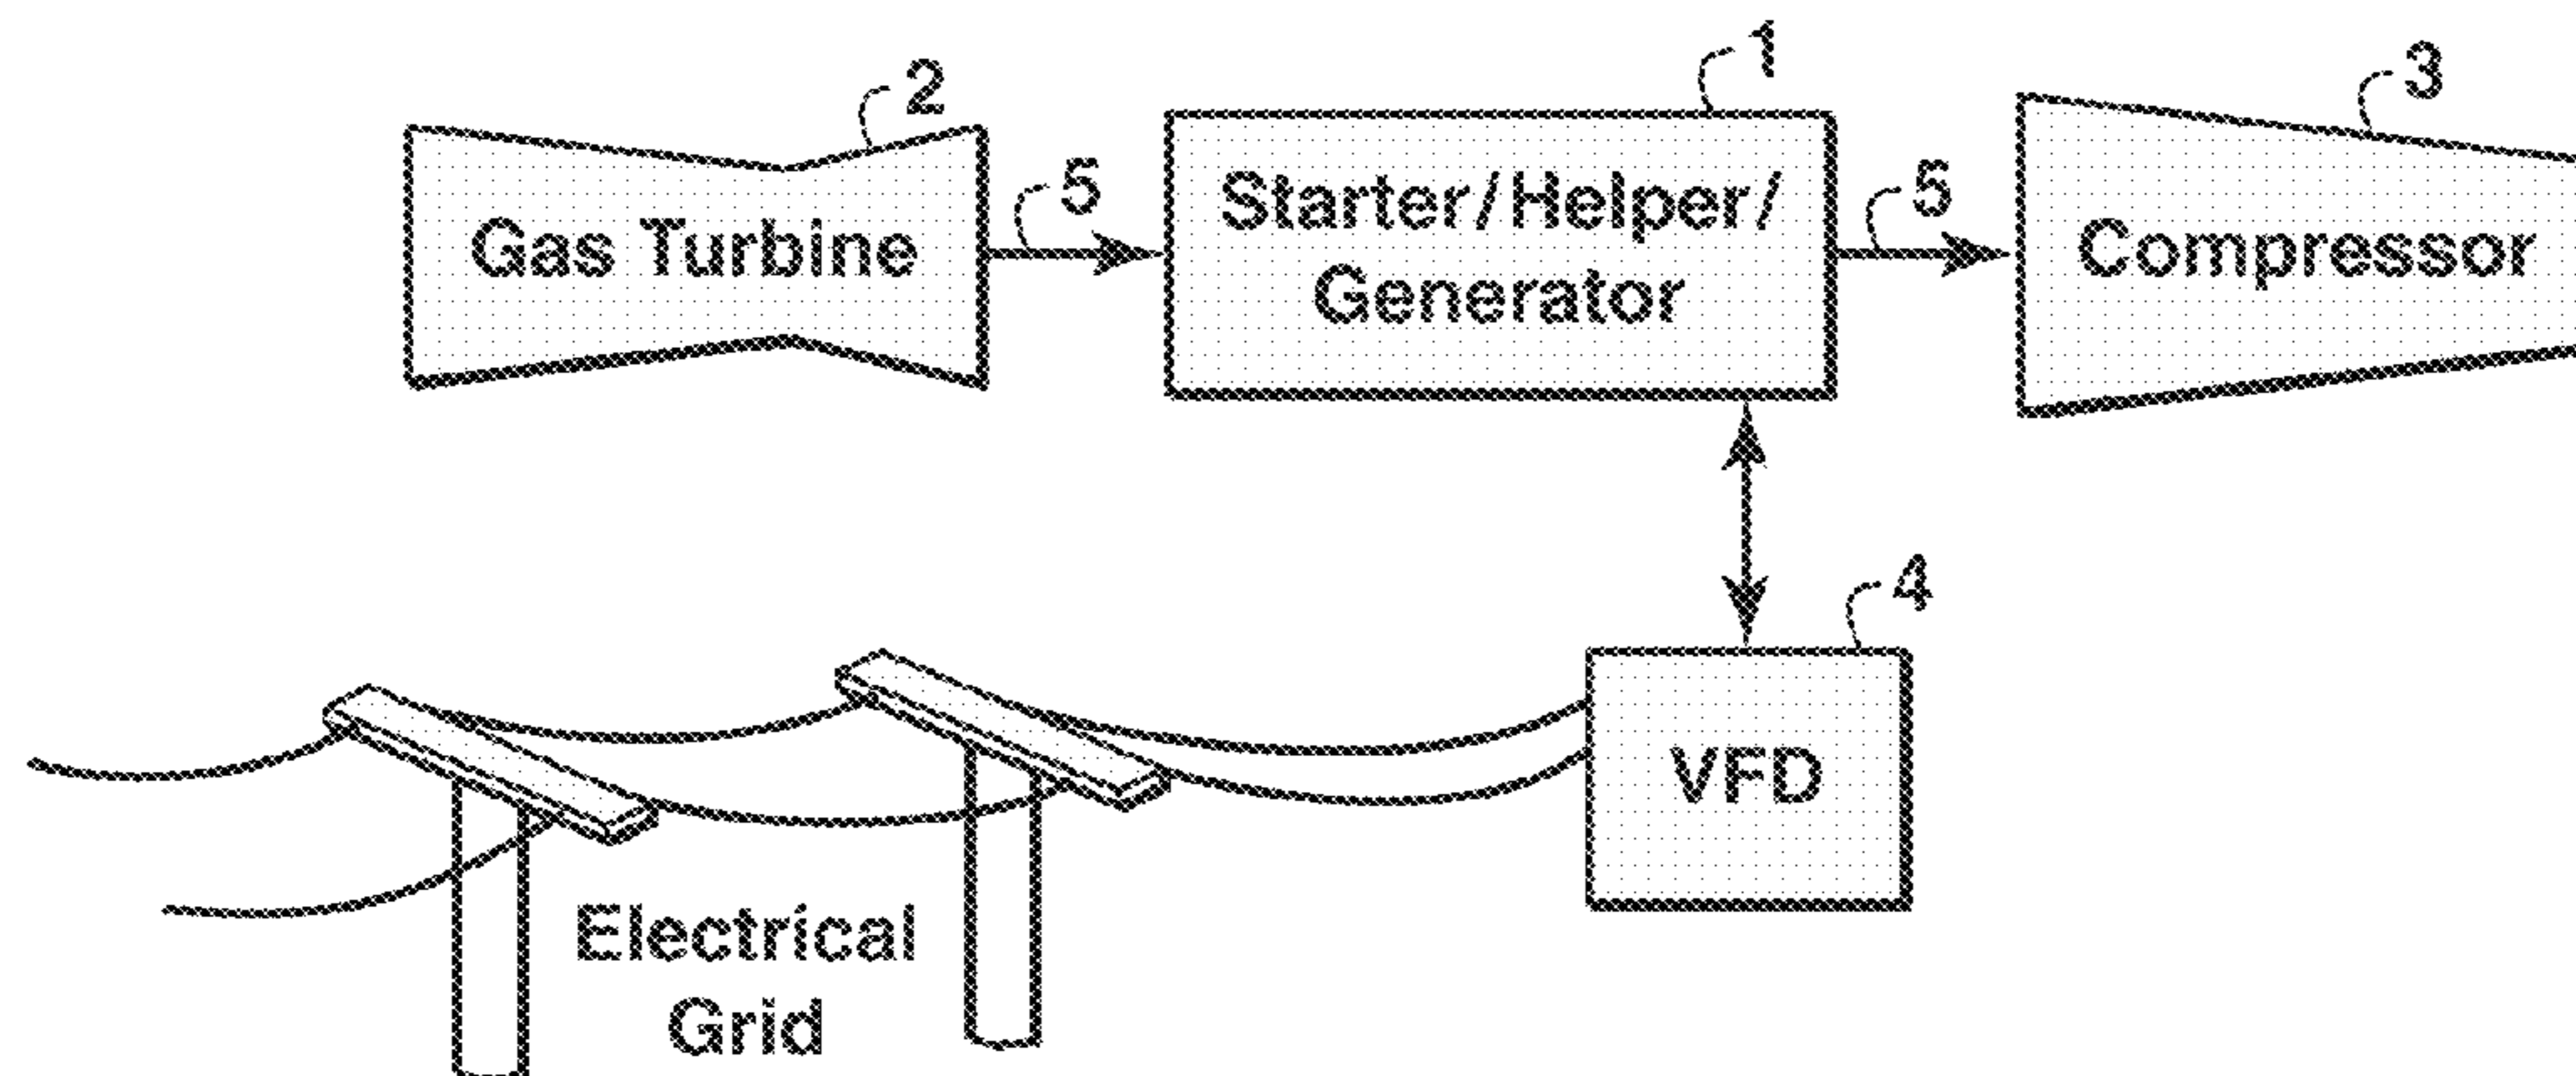 2
1
3
5
5
Gas Turbine
Starter/Helper/
Generator
Compressor
4
VFD
Electrical
Grid